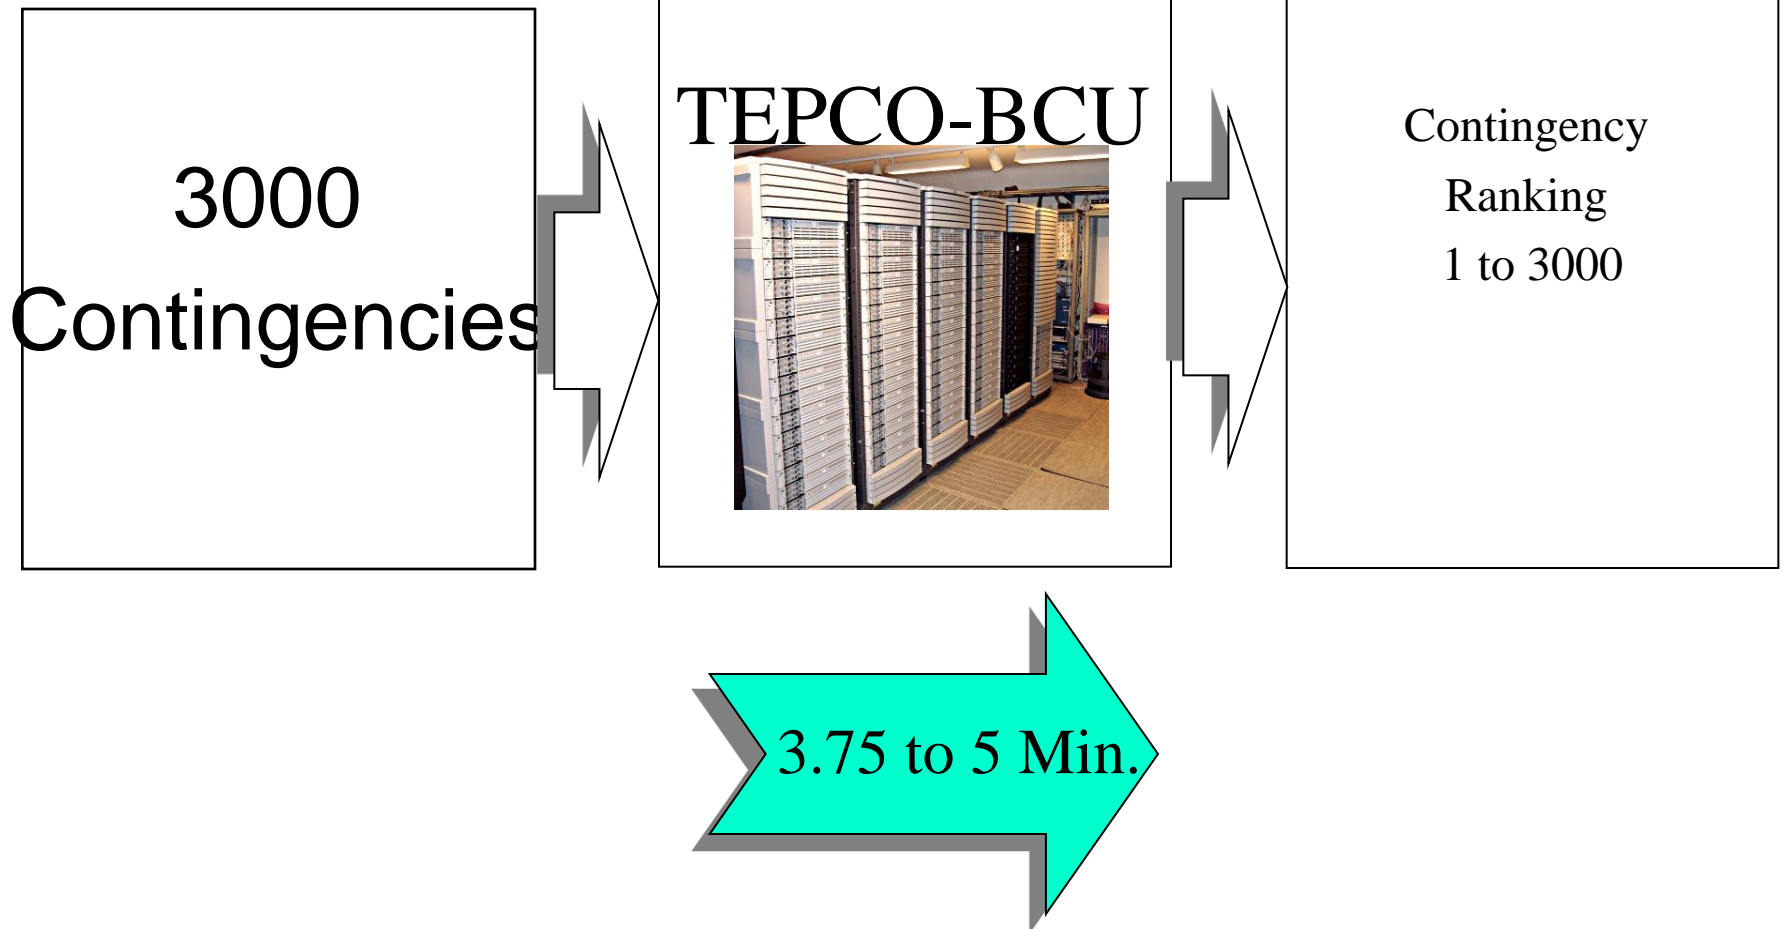 3000
Contingencies
TEPCO-BCU
Contingency
Ranking
1 to 3000
3.75 to 5 Min.